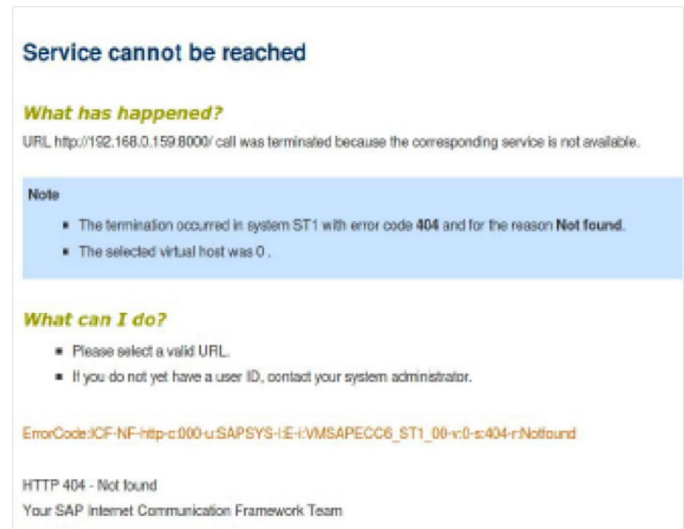 Service cannot be reached
What has happened?
URL http://192.168.0.159:8000/ call was terminated because the corresponding service is not available.
Note
The termination occurred in system ST1 with error code 404 and for the reason Not found.
The selected virtual host was 0 .
What can I do?
Please select a valid URL.
If you do not yet have a user ID, contact your system administrator.
ErrorCode:ICF-NF-http-c:000-u:SAPSYS-l:E-i:VMSAPECC6_ST1_00-v:0-s:404-r:Notfound
HTTP 404 - Not found
Your SAP Internet Communication Framework Team